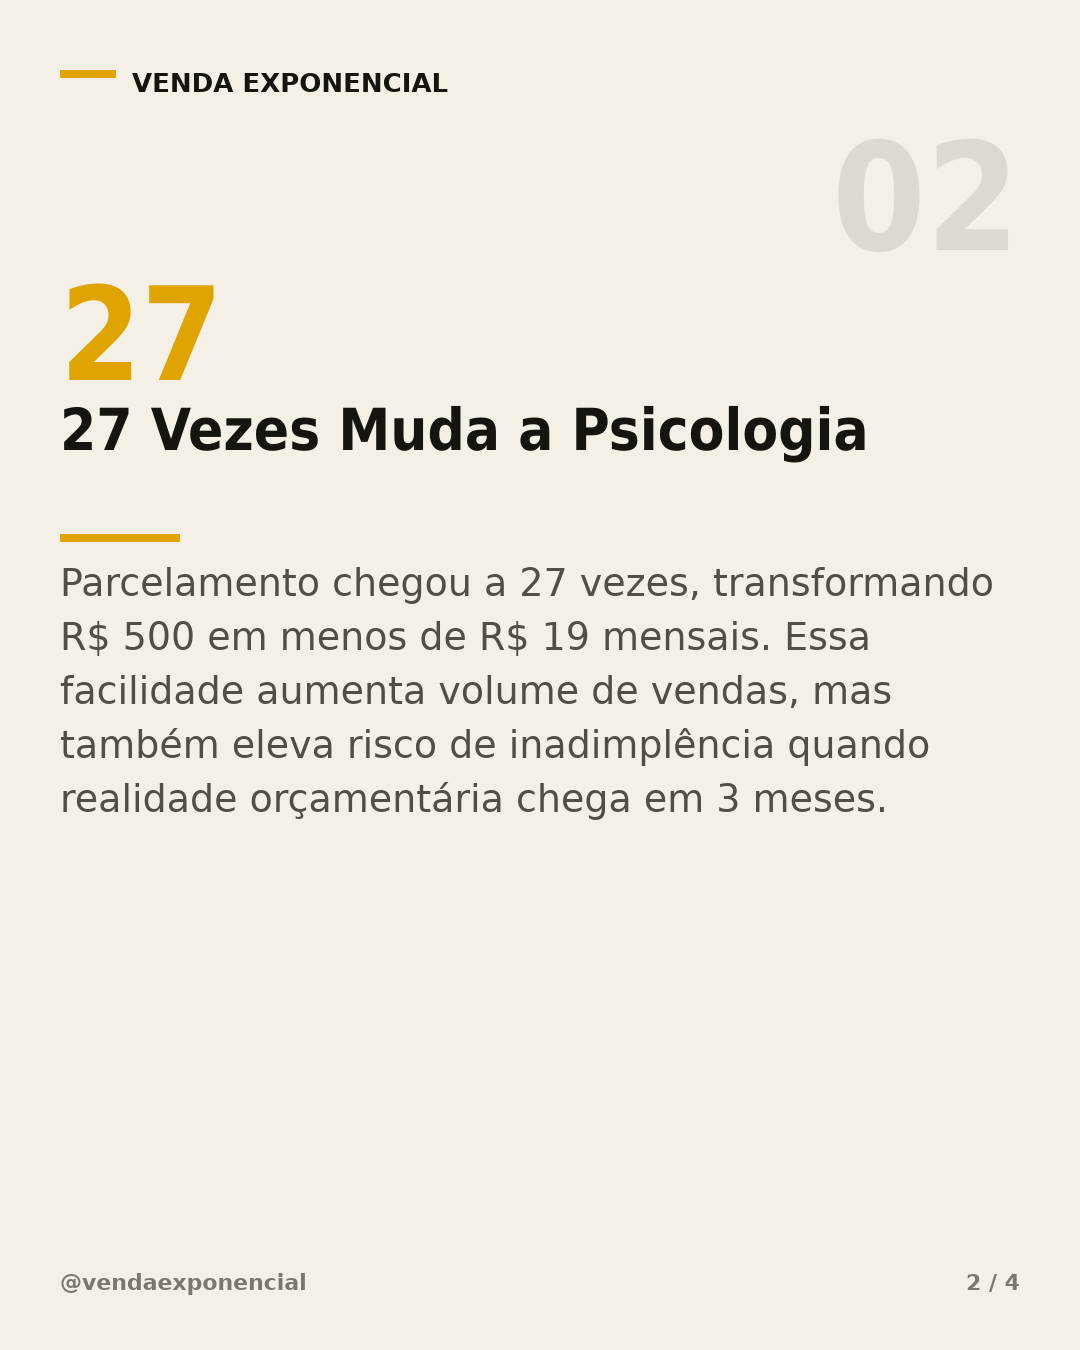 VENDA EXPONENCIAL
02
27
27 Vezes Muda a Psicologia
Parcelamento chegou a 27 vezes, transformando
R$ 500 em menos de R$ 19 mensais. Essa
facilidade aumenta volume de vendas, mas
também eleva risco de inadimplência quando
realidade orçamentária chega em 3 meses.
@vendaexponencial
2 / 4